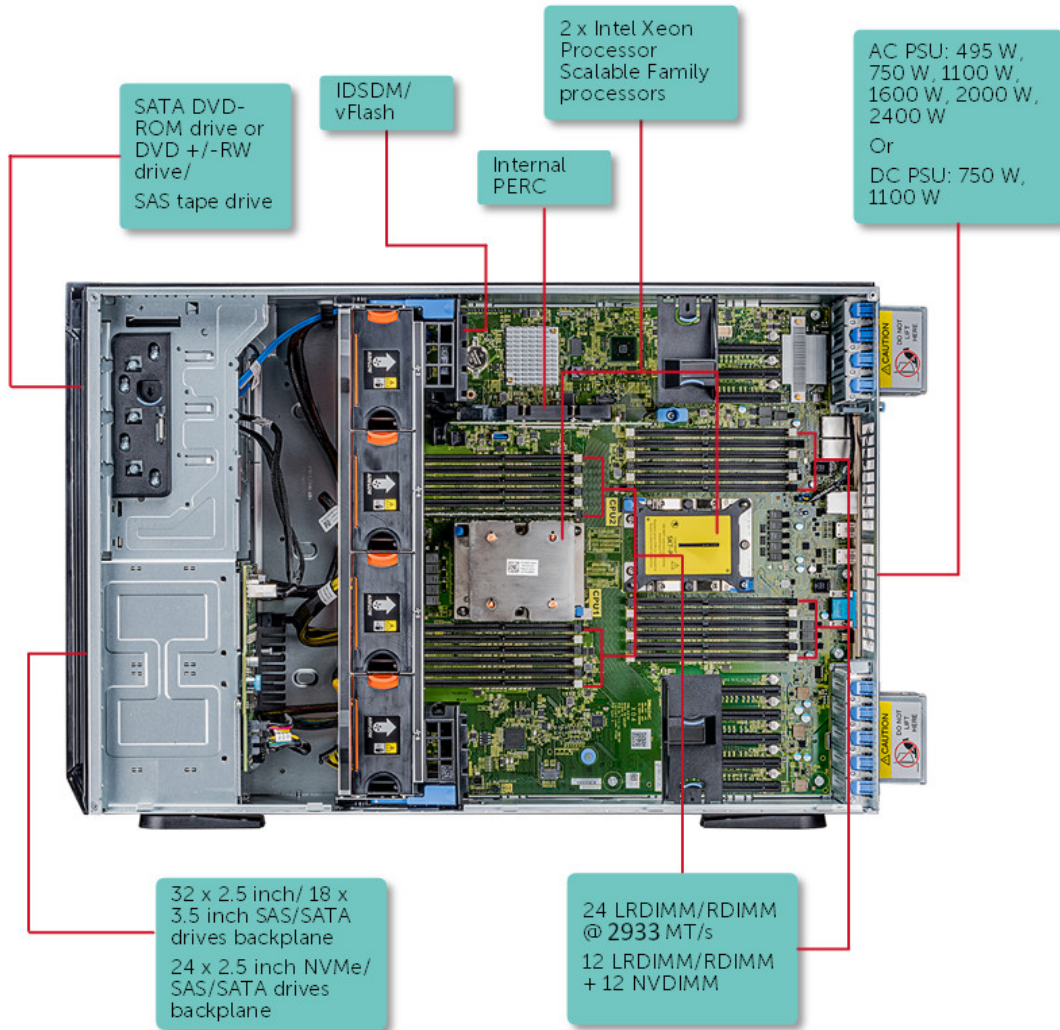 2 x Intel Xeon
Processor
Scalable Family
processors
AC PSU: 495 W,
750 W, 1100 W,
1600 W, 2000 W,
2400 W
Or
DC PSU: 750 W,
1100 W
SATA DVD-
ROM drive or
DVD +/-RW
drive/
SAS tape drive
IDSDM/
vFlash
Internal
PERC
CAUTION
DO NOT
LIFT
HERE
CPU2
CPU1
CAUTION
DO NOT
LIFT
HERE
32 x 2.5 inch/ 18 x
3.5 inch SAS/SATA
drives backplane
24 x 2.5 inch NVMe/
SAS/SATA drives
backplane
24 LRDIMM/RDIMM
@ 2933 MT/s
12 LRDIMM/RDIMM
+ 12 NVDIMM